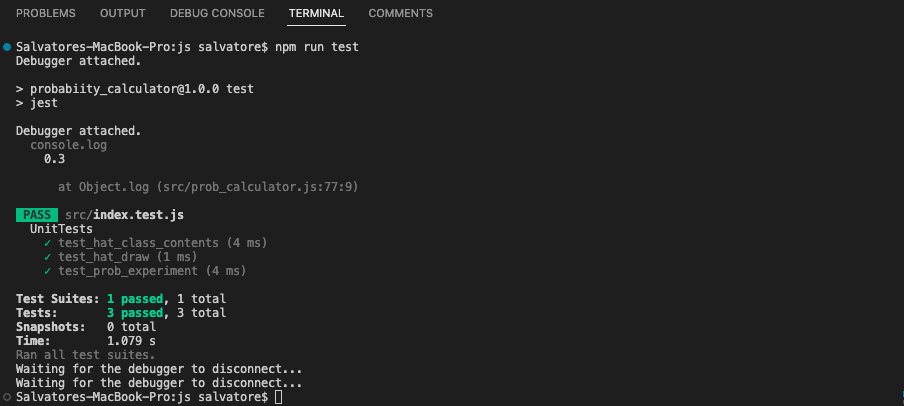 PROBLEMS OUTPUT DEBUG CONSOLE TERMINAL COMMENTS
Salvatores-MacBook-Pro:js salvatore$ npm run test
Debugger attached.
> probabiity_calculator@1.0.0 test
> jest
Debugger attached.
console.log
0.3
at Object.log (src/prob_calculator.js:77:9)
PASS src/index.test.js
UnitTests
✓ test_hat_class_contents (4 ms)
✓ test_hat_draw (1 ms)
✓ test_prob_experiment (4 ms)
Test Suites: 1 passed, 1 total
Tests: 3 passed, 3 total
Snapshots: 0 total
Time: 1.079 s
Ran all test suites.
Waiting for the debugger to disconnect...
Waiting for the debugger to disconnect...
Salvatores-MacBook-Pro:js salvatore$